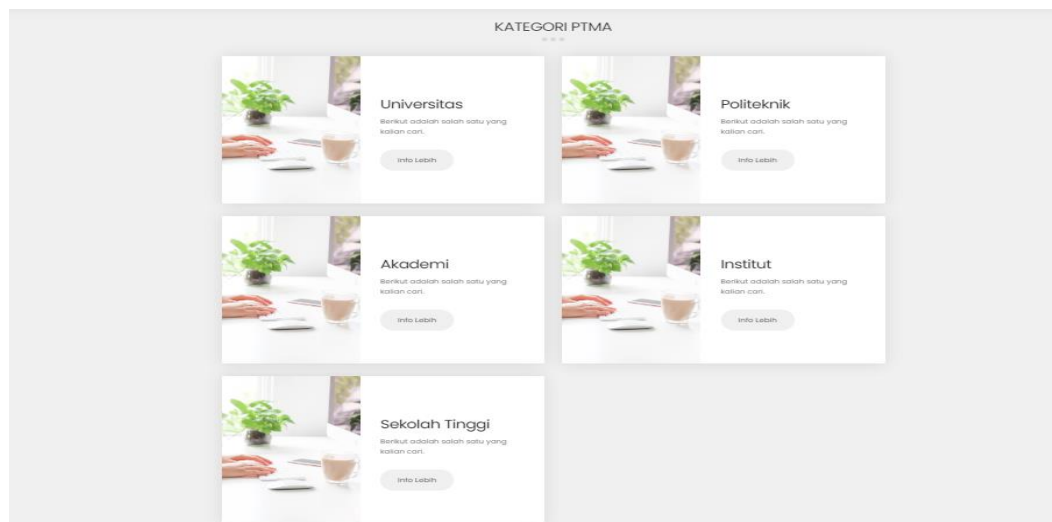 KATEGORI PTMA
Universitas
Berikut adalah salah satu yang
kalian cari.
Info Lebih
Politeknik
Berikut adalah salah satu yang
kalian cari.
Info Lebih
Akademi
Berikut adalah salah satu yang
kalian cari.
Info Lebih
Institut
Berikut adalah salah satu yang
kalian cari.
Info Lebih
Sekolah Tinggi
Berikut adalah salah satu yang
kalian cari.
Info Lebih